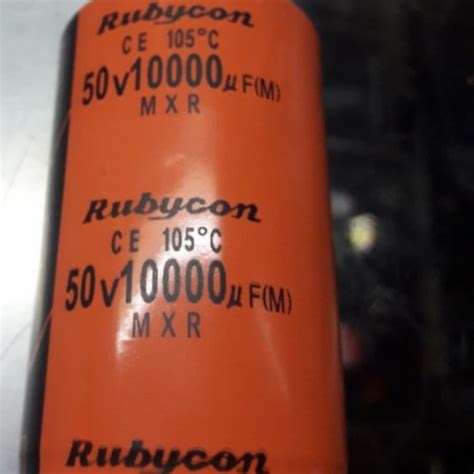 Rubycon
CE 105°C
50V10000μF(M)
MXR
Rubycon
CE 105°C
50V10000μF(M)
MXR
Rubycon